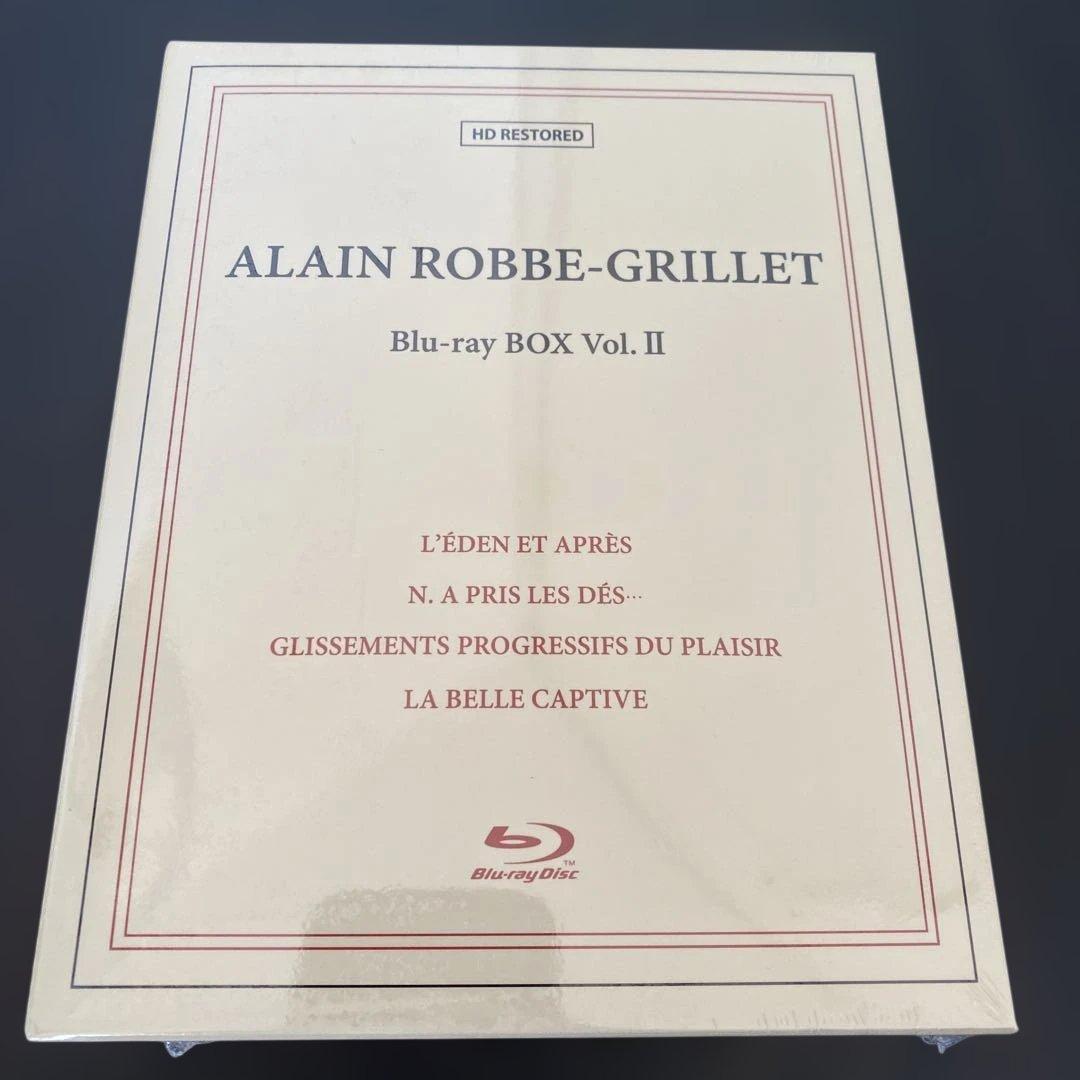 HD RESTORED
ALAIN ROBBE-GRILLET
Blu-ray BOX Vol. Ⅱ
L'ÉDEN ET APRÈS
N. A PRIS LES DÉS…
GLISSEMENTS PROGRESSIFS DU PLAISIR
LA BELLE CAPTIVE
Blu-ray Disc™